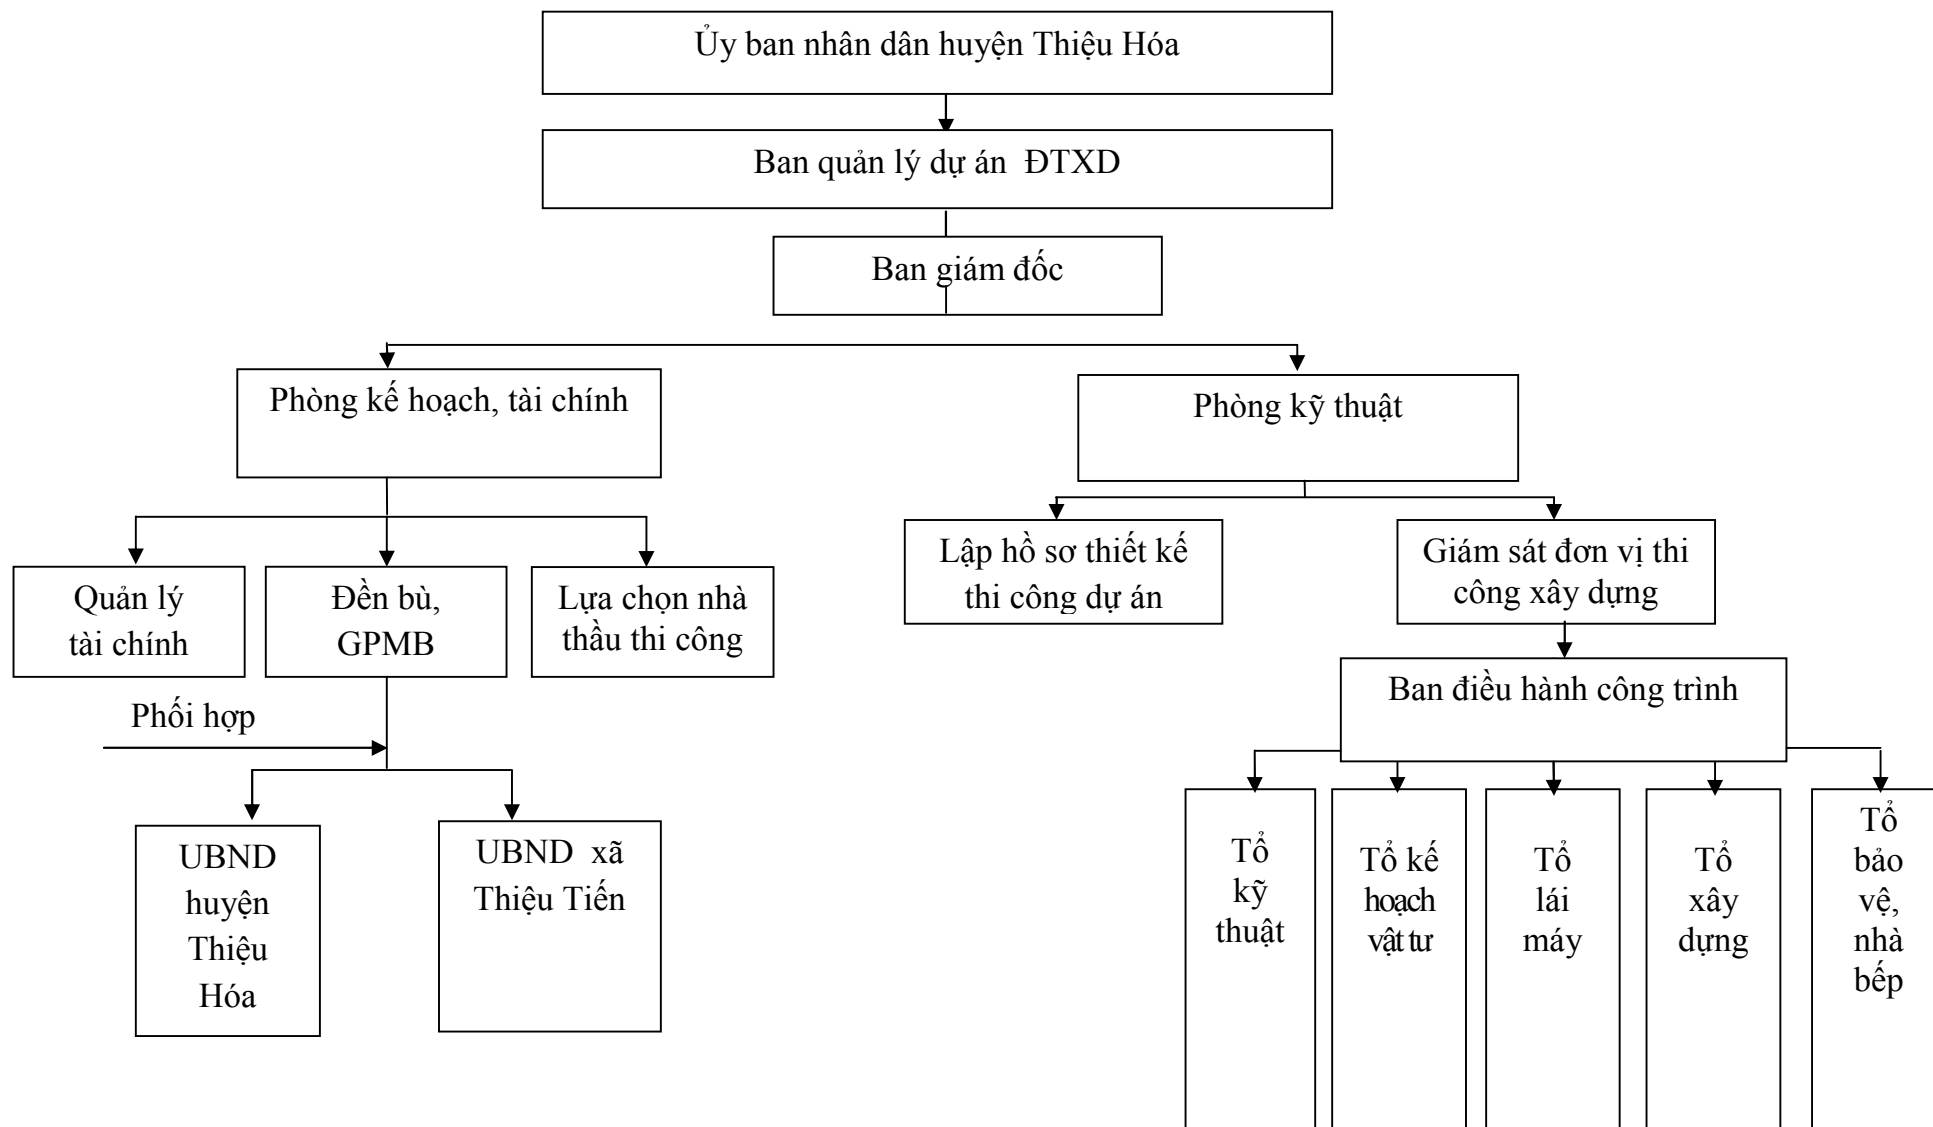 Ủy ban nhân dân huyện Thiệu Hóa
Ban quản lý dự án ĐTXD
Ban giám đốc
Phòng kế hoạch, tài chính
Phòng kỹ thuật
Quản lý
tài chính
Đền bù,
GPMB
Lựa chọn nhà
thầu thi công
Lập hồ sơ thiết kế
thi công dự án
Giám sát đơn vị thi
công xây dựng
Phối hợp
Ban điều hành công trình
UBND
huyện
Thiệu
Hóa
UBND xã
Thiệu Tiến
Tổ
kỹ
thuật
Tổ kế
hoạch
vật tư
Tổ
lái
máy
Tổ
xây
dựng
Tổ
bảo
vệ,
nhà
bếp